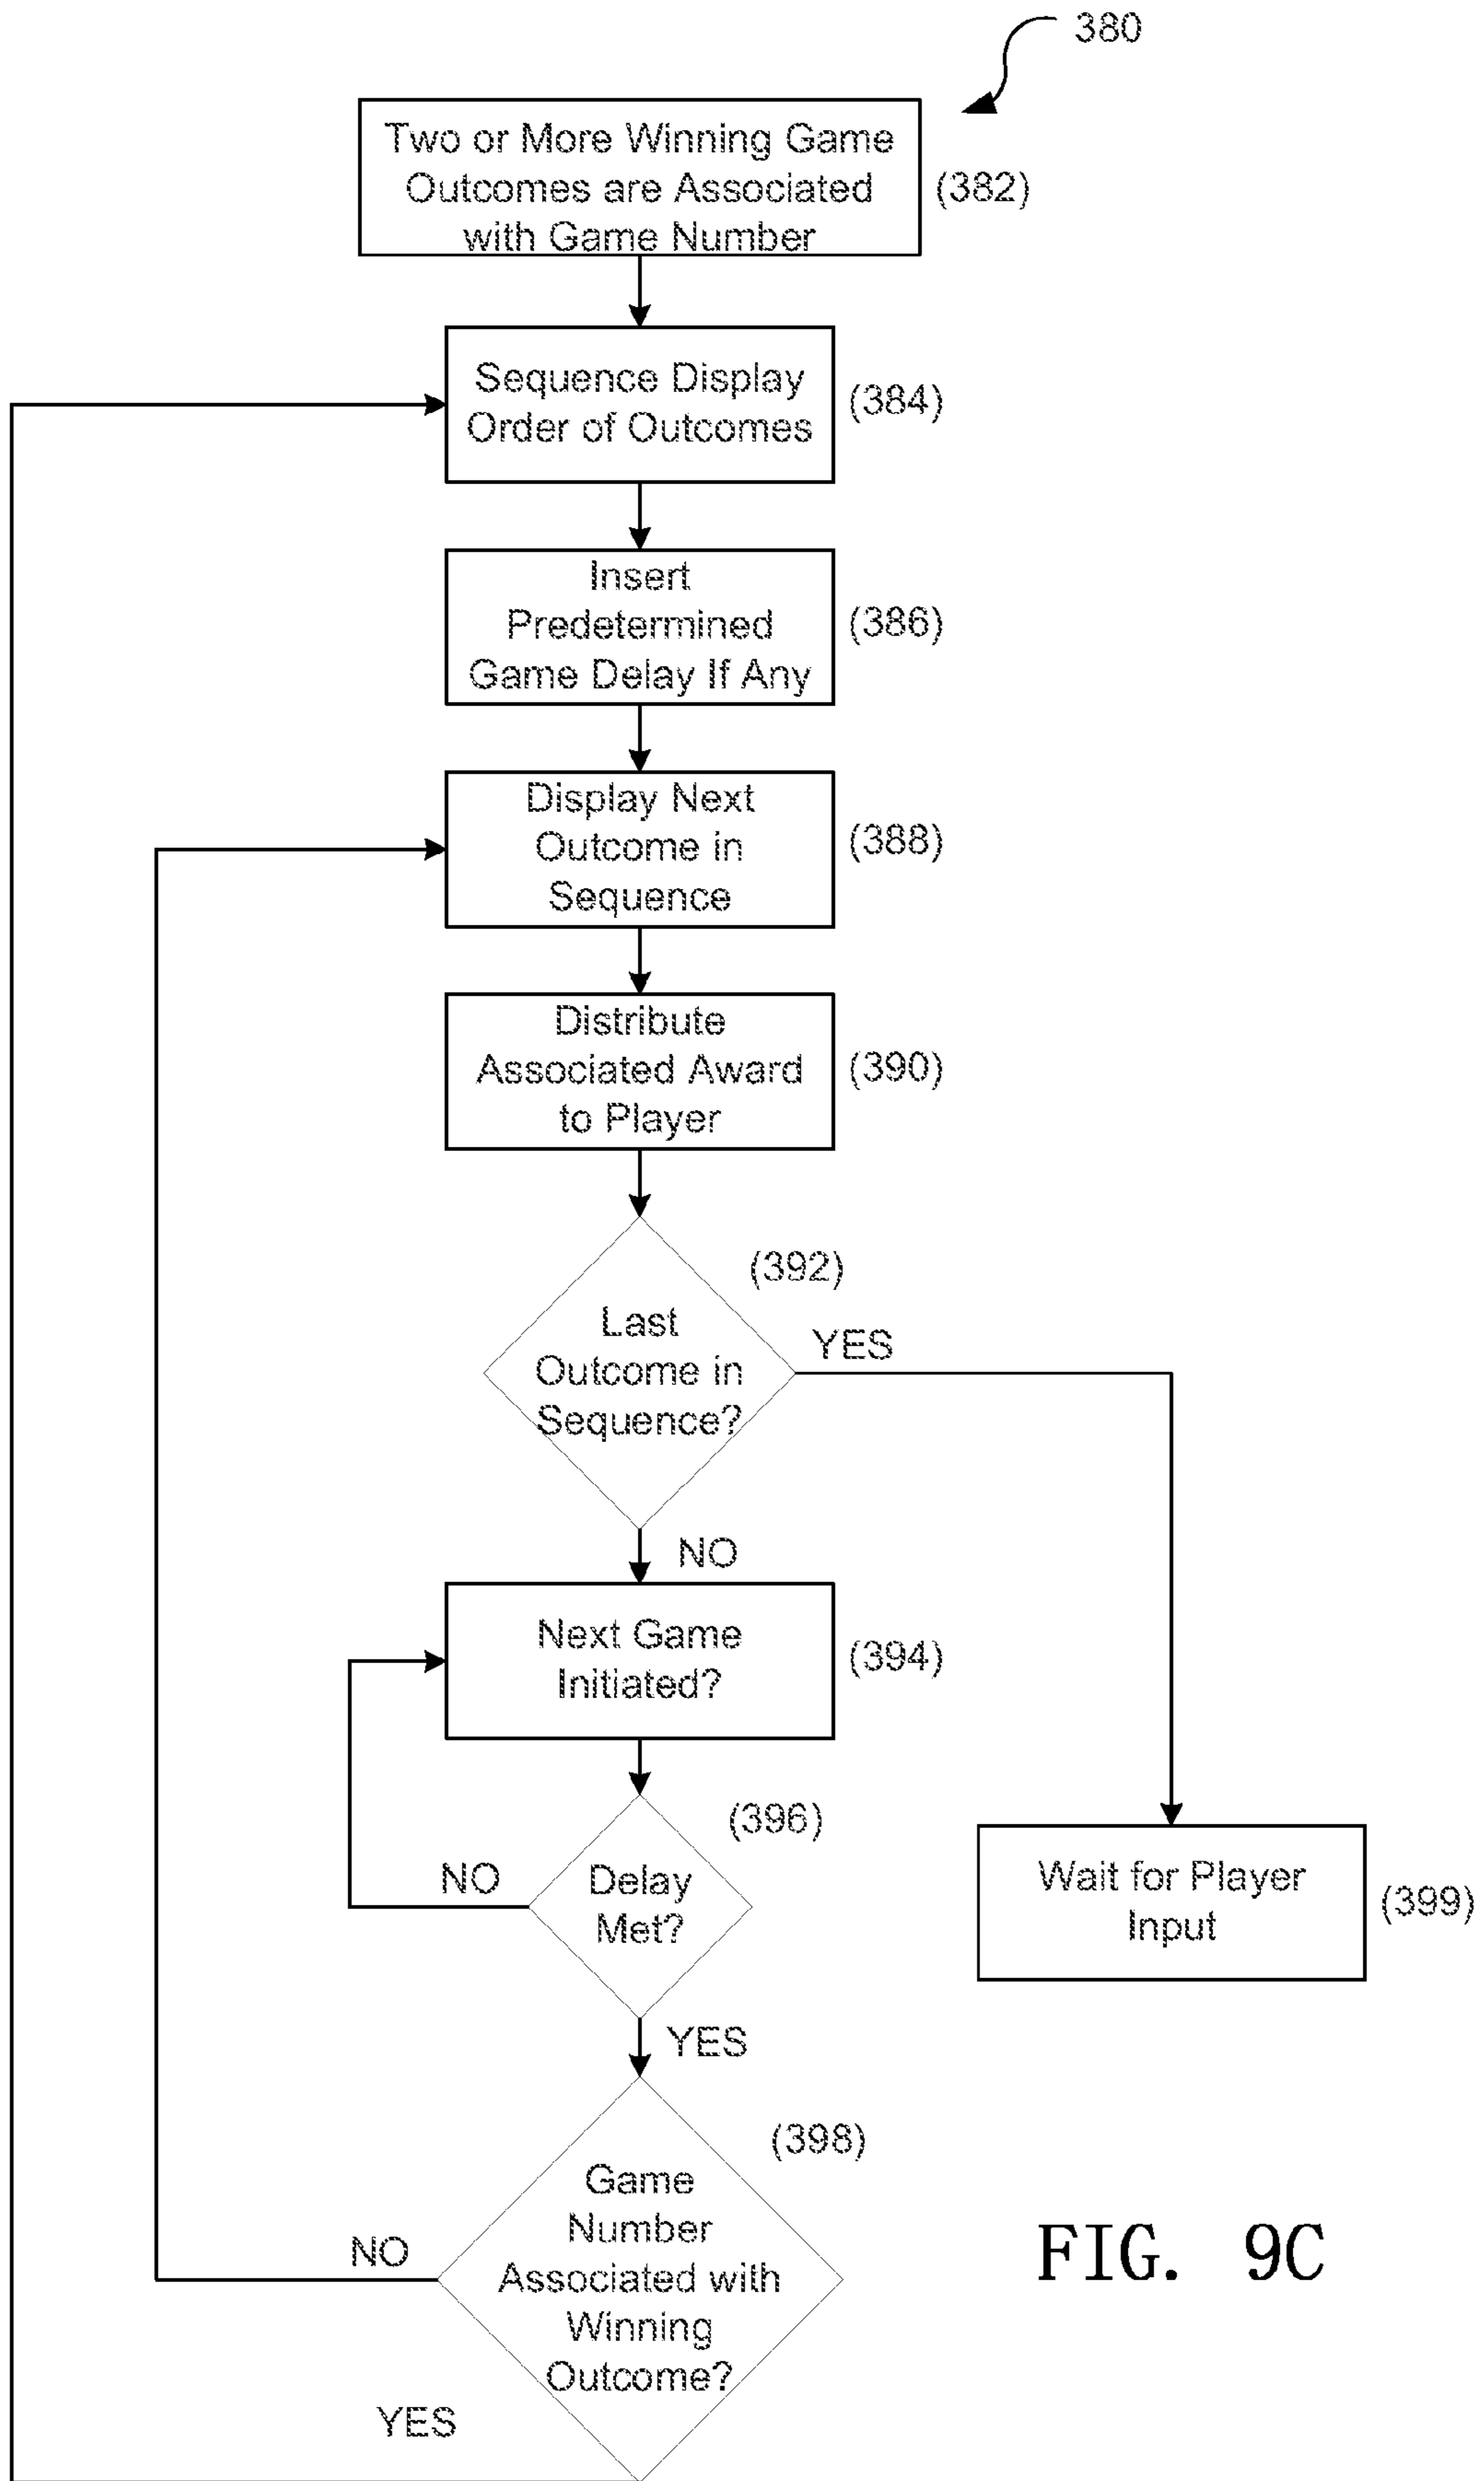 380
Two or More Winning Game
Outcomes are Associated
with Game Number
(382)
Sequence Display
Order of Outcomes
(384)
Insert
Predetermined
Game Delay If Any
(386)
Display Next
Outcome in
Sequence
(388)
Distribute
Associated Award
to Player
(390)
(392)
Last
Outcome in
Sequence?
YES
NO
Next Game
Initiated?
(394)
(396)
Delay
Met?
NO
YES
Wait for Player
Input
(399)
(398)
Game
Number
Associated with
Winning
Outcome?
NO
YES
FIG. 9C